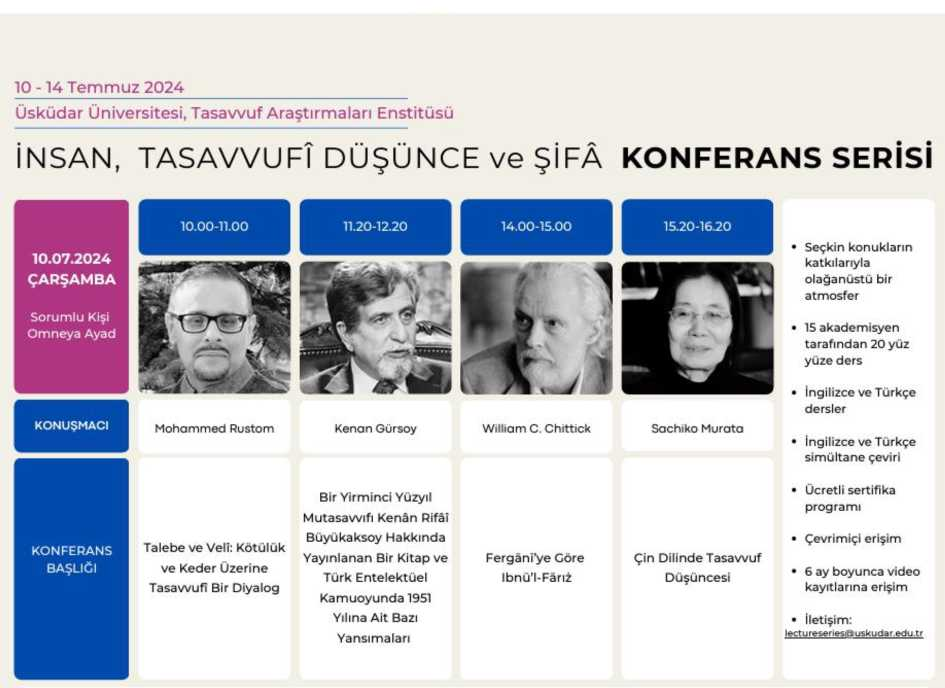 10 - 14 Temmuz 2024
Üsküdar Üniversitesi, Tasavvuf Araştırmaları Enstitüsü
İNSAN, TASAVVUFÎ DÜŞÜNCE ve ŞİFÂ KONFERANS SERİSİ
10.07.2024
ÇARŞAMBA
Sorumlu Kişi
Omneya Ayad
10.00-11.00
11.20-12.20
14.00-15.00
15.20-16.20
KONUŞMACI
Mohammed Rustom
Kenan Gürsoy
William C. Chittick
Sachiko Murata
KONFERANS
BAŞLIĞI
Talebe ve Velî: Kötülük
ve Keder Üzerine
Tasavvufî Bir Diyalog
Bir Yirminci Yüzyıl
Mutasavvıfı Kenân Rifâî
Büyükaksoy Hakkında
Yayınlanan Bir Kitap ve
Türk Entelektüel
Kamuoyunda 1951
Yılına Ait Bazı
Yansımaları
Fergānî’ye Göre
Ibnü’l-Fârız
Çin Dilinde Tasavvuf
Düşüncesi
• Seçkin konukların
katkılarıyla
olağanüstü bir
atmosfer
• 15 akademisyen
tarafından 20 yüz
yüze ders
• İngilizce ve Türkçe
dersler
• İngilizce ve Türkçe
simültane çeviri
• Ücretli sertifika
programı
• Çevrimiçi erişim
• 6 ay boyunca video
kayıtlarına erişim
• İletişim:
lectureseries@uskudar.edu.tr